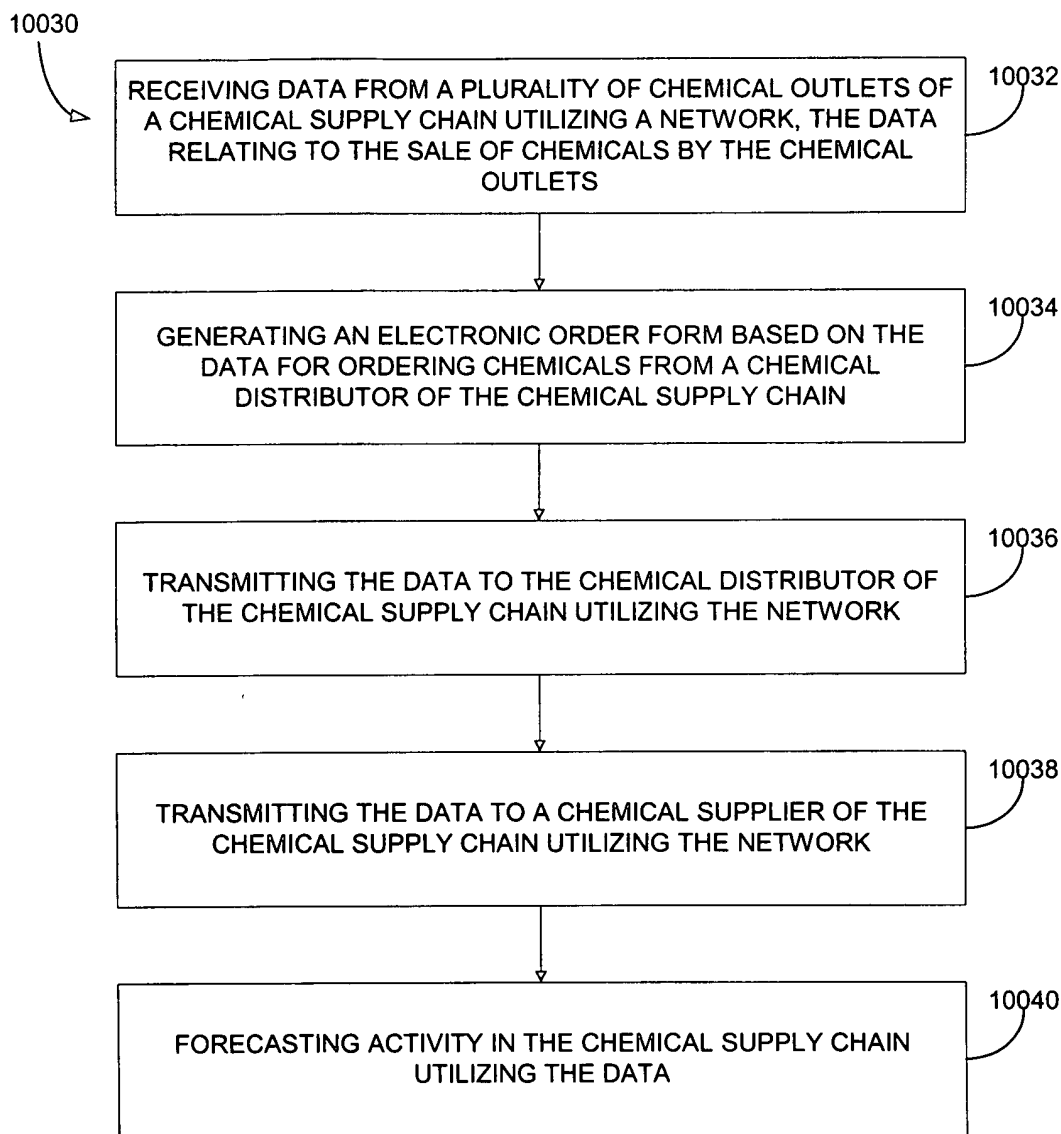 10030
10032
RECEIVING DATA FROM A PLURALITY OF CHEMICAL OUTLETS OF
A CHEMICAL SUPPLY CHAIN UTILIZING A NETWORK, THE DATA
RELATING TO THE SALE OF CHEMICALS BY THE CHEMICAL
OUTLETS
10034
GENERATING AN ELECTRONIC ORDER FORM BASED ON THE
DATA FOR ORDERING CHEMICALS FROM A CHEMICAL
DISTRIBUTOR OF THE CHEMICAL SUPPLY CHAIN
10036
TRANSMITTING THE DATA TO THE CHEMICAL DISTRIBUTOR OF
THE CHEMICAL SUPPLY CHAIN UTILIZING THE NETWORK
10038
TRANSMITTING THE DATA TO A CHEMICAL SUPPLIER OF THE
CHEMICAL SUPPLY CHAIN UTILIZING THE NETWORK
10040
FORECASTING ACTIVITY IN THE CHEMICAL SUPPLY CHAIN
UTILIZING THE DATA